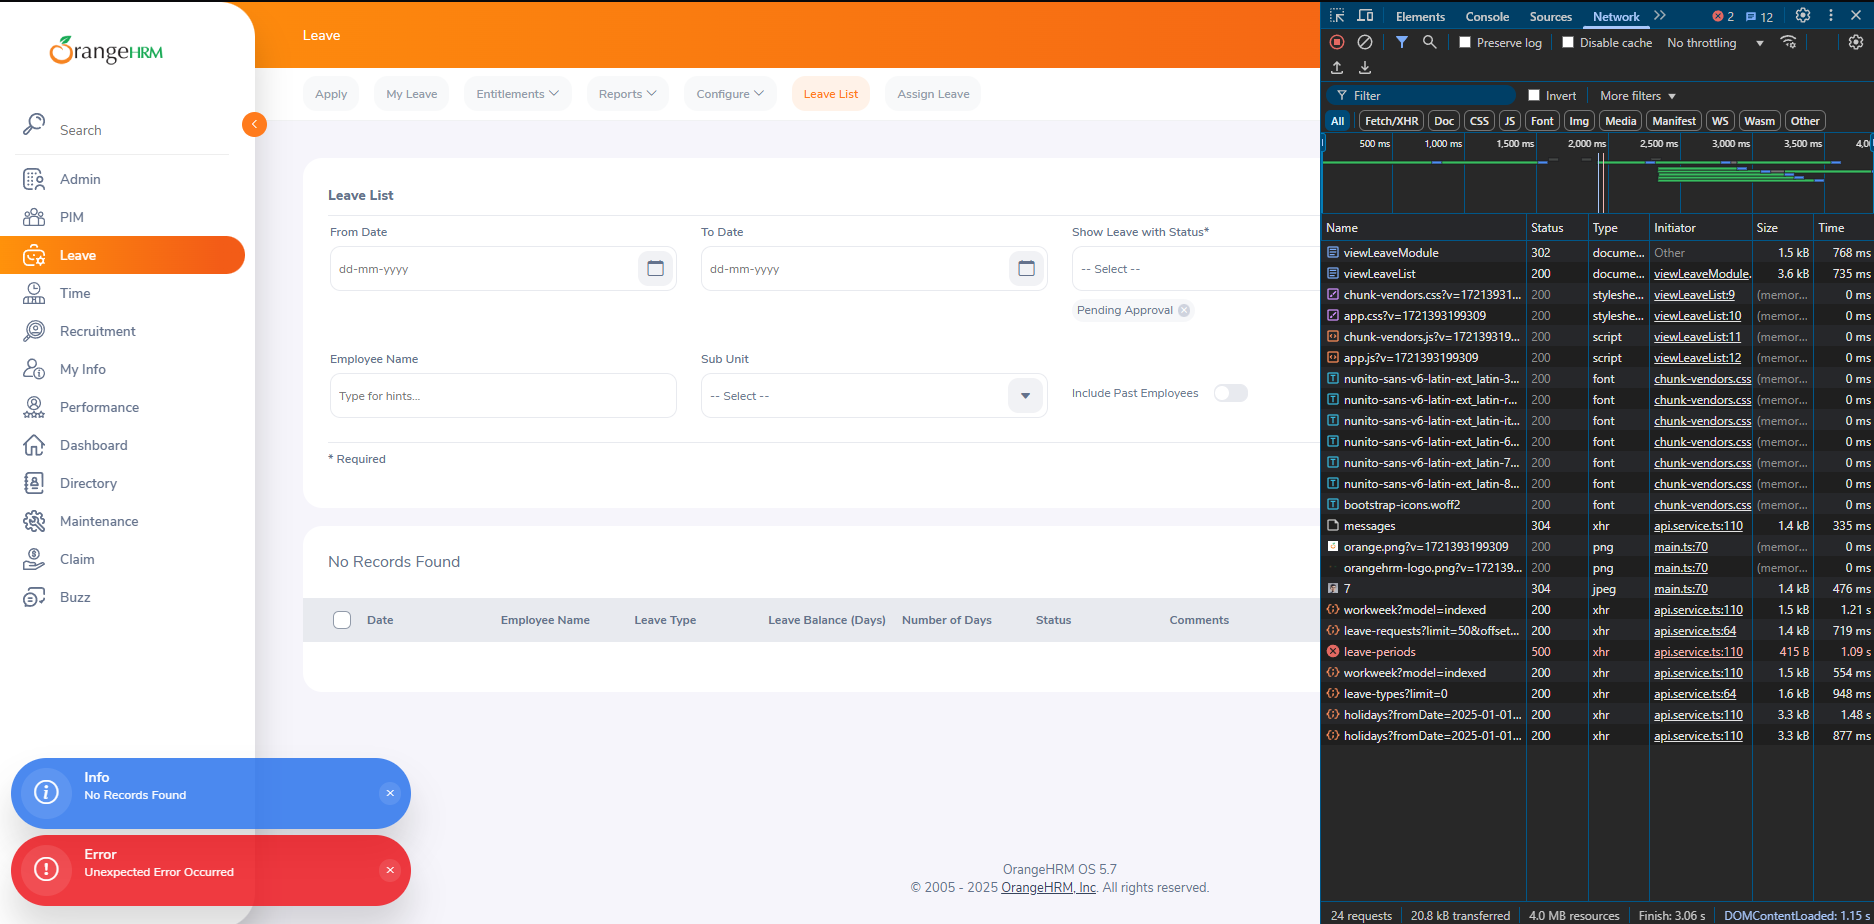 OrangeHRM
Search
Admin
PIM
Leave
Time
Recruitment
My Info
Performance
Dashboard
Directory
Maintenance
Claim
Buzz
Leave
Apply
My Leave
Entitlements
Reports
Configure
Leave List
Assign Leave
Leave List
From Date
dd-mm-yyyy
To Date
dd-mm-yyyy
Show Leave with Status*
-- Select --
Pending Approval
Employee Name
Type for hints...
Sub Unit
-- Select --
Include Past Employees
* Required
No Records Found
Date Employee Name Leave Type Leave Balance (Days) Number of Days Status Comments
Info
No Records Found
Error
Unexpected Error Occurred
OrangeHRM OS 5.7
© 2005 - 2025 OrangeHRM, Inc. All rights reserved.
Elements Console Sources Network 2 12
Preserve log Disable cache No throttling
Filter Invert More filters
All Fetch/XHR Doc CSS JS Font Img Media Manifest WS Wasm Other
500 ms 1,000 ms 1,500 ms 2,000 ms 2,500 ms 3,000 ms 3,500 ms 4,0
Name Status Type Initiator Size Time
viewLeaveModule 302 docume... Other 1.5 kB 768 ms
viewLeaveList 200 docume... viewLeaveModule. 3.6 kB 735 ms
chunk-vendors.css?v=17213931... 200 styleshe... viewLeaveList:9 (memor... 0 ms
app.css?v=1721393199309 200 styleshe... viewLeaveList:10 (memor... 0 ms
chunk-vendors.js?v=172139319... 200 script viewLeaveList:11 (memor... 0 ms
app.js?v=1721393199309 200 script viewLeaveList:12 (memor... 0 ms
nunito-sans-v6-latin-ext_latin-3... 200 font chunk-vendors.css (memor... 0 ms
nunito-sans-v6-latin-ext_latin-r... 200 font chunk-vendors.css (memor... 0 ms
nunito-sans-v6-latin-ext_latin-it... 200 font chunk-vendors.css (memor... 0 ms
nunito-sans-v6-latin-ext_latin-6... 200 font chunk-vendors.css (memor... 0 ms
nunito-sans-v6-latin-ext_latin-7... 200 font chunk-vendors.css (memor... 0 ms
nunito-sans-v6-latin-ext_latin-8... 200 font chunk-vendors.css (memor... 0 ms
bootstrap-icons.woff2 200 font chunk-vendors.css (memor... 0 ms
messages 304 xhr api.service.ts:110 1.4 kB 335 ms
orange.png?v=1721393199309 200 png main.ts:70 (memor... 0 ms
orangehrm-logo.png?v=172139... 200 png main.ts:70 (memor... 0 ms
7 304 jpeg main.ts:70 1.4 kB 476 ms
workweek?model=indexed 200 xhr api.service.ts:110 1.5 kB 1.21 s
leave-requests?limit=50&offset... 200 xhr api.service.ts:64 1.4 kB 719 ms
leave-periods 500 xhr api.service.ts:110 415 B 1.09 s
workweek?model=indexed 200 xhr api.service.ts:110 1.5 kB 554 ms
leave-types?limit=0 200 xhr api.service.ts:64 1.6 kB 948 ms
holidays?fromDate=2025-01-01... 200 xhr api.service.ts:110 3.3 kB 1.48 s
holidays?fromDate=2025-01-01... 200 xhr api.service.ts:110 3.3 kB 877 ms
24 requests 20.8 kB transferred 4.0 MB resources Finish: 3.06 s DOMContentLoaded: 1.15 s